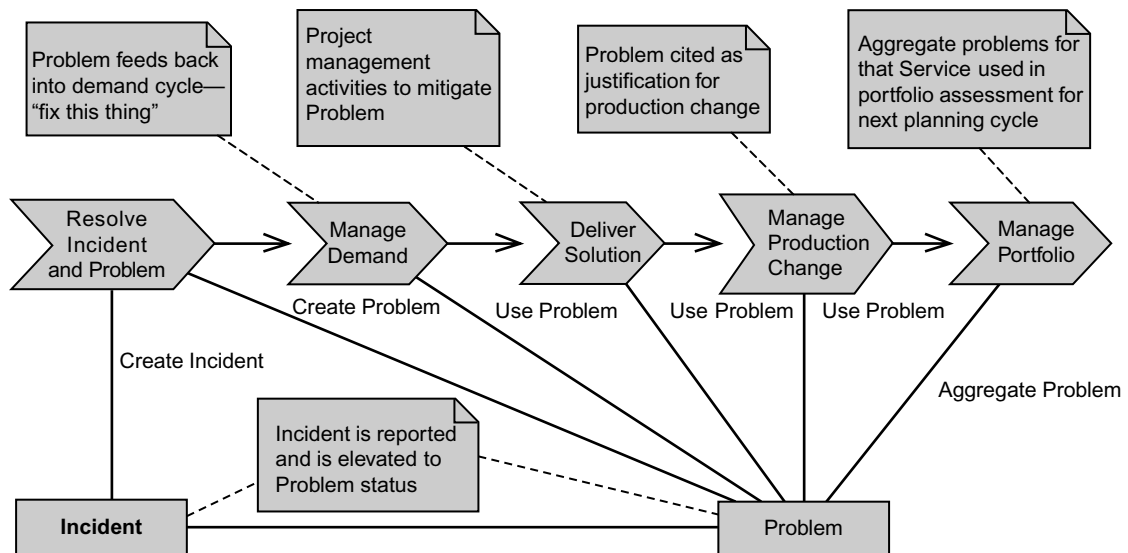 Problem feeds back
into demand cycle—
“fix this thing”
Project
management
activities to mitigate
Problem
Problem cited as
justification for
production change
Aggregate problems for
that Service used in
portfolio assessment for
next planning cycle
Resolve
Incident
and Problem
Manage
Demand
Deliver
Solution
Manage
Production
Change
Manage
Portfolio
Create Problem
Use Problem
Use Problem
Use Problem
Create Incident
Aggregate Problem
Incident is reported
and is elevated to
Problem status
Incident
Problem